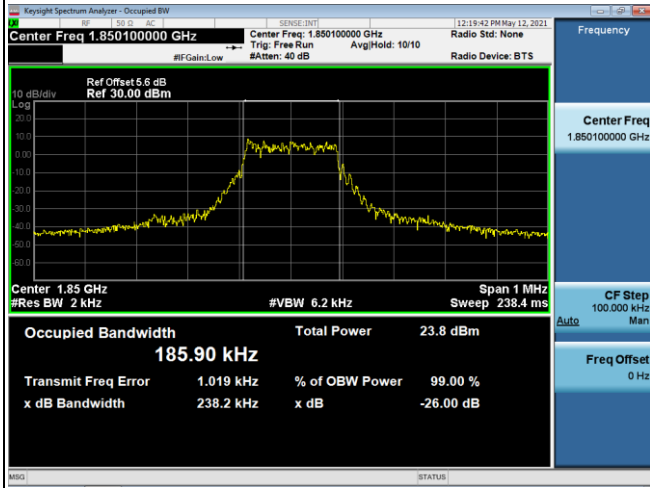 Keysight Spectrum Analyzer - Occupied BW
RF 50 Ω AC SENSE:INT 12:19:42 PM May 12, 2021
Center Freq 1.850100000 GHz
Center Freq: 1.850100000 GHz
Radio Std: None
Trig: Free Run Avg|Hold: 10/10
#IFGain:Low #Atten: 40 dB Radio Device: BTS
Ref Offset 5.6 dB
10 dB/div Ref 30.00 dBm
Log
20.0
10.0
0.00
-10.0
-20.0
-30.0
-40.0
-50.0
-60.0
Center 1.85 GHz Span 1 MHz
#Res BW 2 kHz #VBW 6.2 kHz Sweep 238.4 ms
Occupied Bandwidth Total Power 23.8 dBm
185.90 kHz
Transmit Freq Error 1.019 kHz % of OBW Power 99.00 %
x dB Bandwidth 238.2 kHz x dB -26.00 dB
MSG STATUS
Frequency
Center Freq
1.850100000 GHz
CF Step
100.000 kHz
Auto Man
Freq Offset
0 Hz